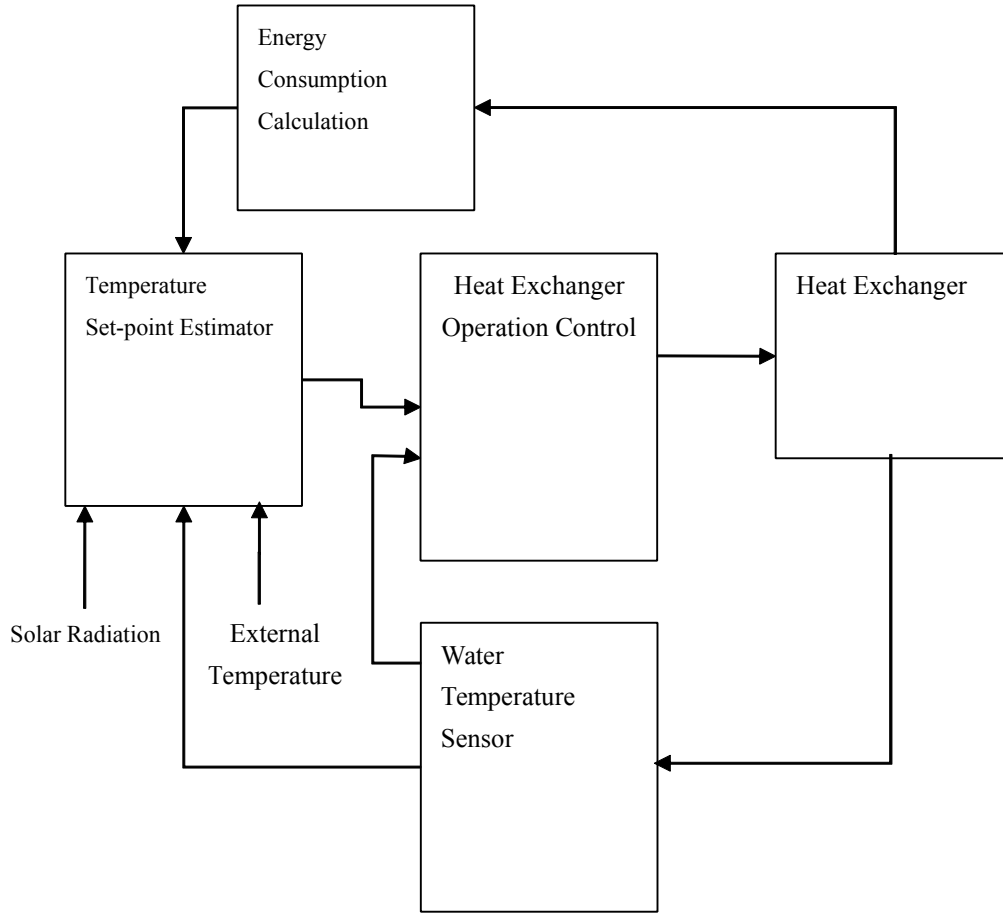 Energy
Consumption
Calculation
Temperature
Set-point Estimator
Heat Exchanger
Operation Control
Heat Exchanger
Solar Radiation
External
Temperature
Water
Temperature
Sensor